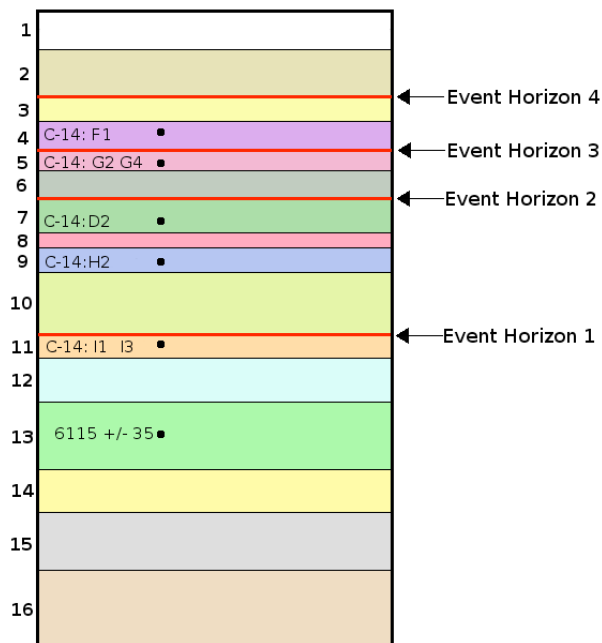 1
2
Event Horizon 4
3
4 C-14: F1
Event Horizon 3
5 C-14: G2 G4
6
Event Horizon 2
7 C-14:D2
8
9 C-14:H2
10
Event Horizon 1
11 C-14: I1 I3
12
13 6115 +/- 35
14
15
16